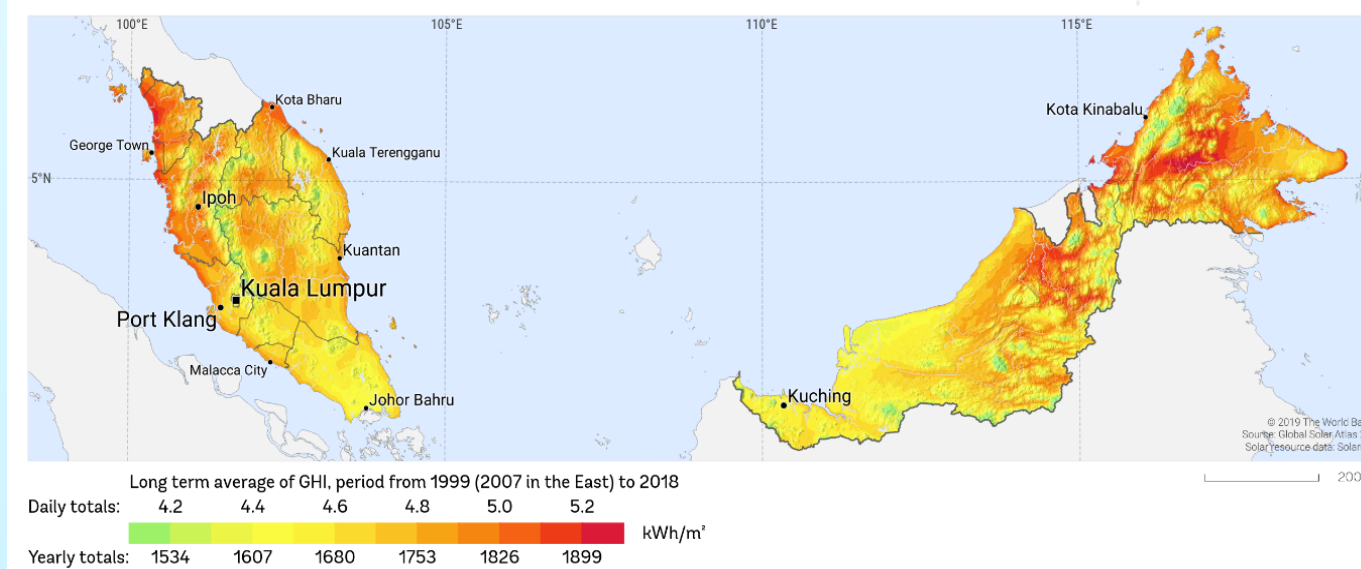 100°E 105°E 110°E 115°E
Kota Bharu
Kota Kinabalu
George Town
Kuala Terengganu
5°N
Ipoh
Kuantan
Kuala Lumpur
Port Klang
Malacca City
Kuching
Johor Bahru
© 2019 The World Ba
Source: Global Solar Atlas
Solar resource data: Solar
200
Long term average of GHI, period from 1999 (2007 in the East) to 2018
Daily totals: 4.2 4.4 4.6 4.8 5.0 5.2
kWh/m²
Yearly totals: 1534 1607 1680 1753 1826 1899